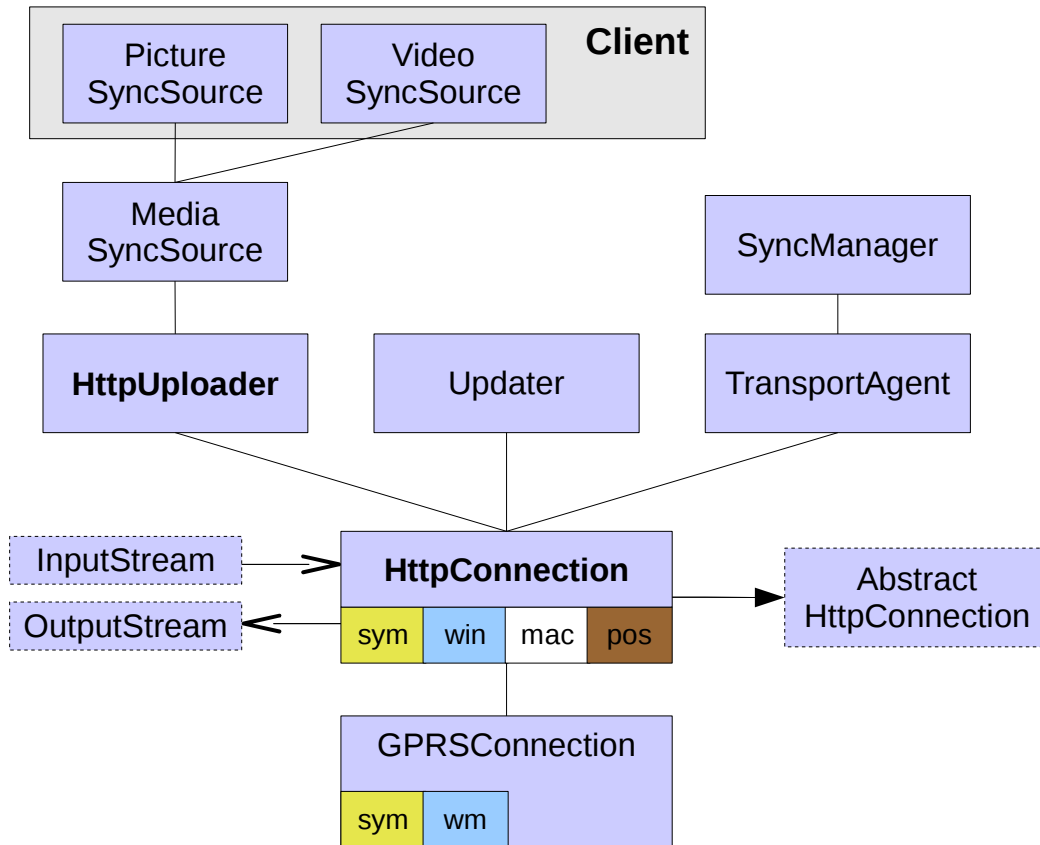 Client
Picture
SyncSource
Video
SyncSource
Media
SyncSource
SyncManager
HttpUploader
Updater
TransportAgent
InputStream
OutputStream
HttpConnection
sym
win
mac
pos
Abstract
HttpConnection
GPRSConnection
sym
wm